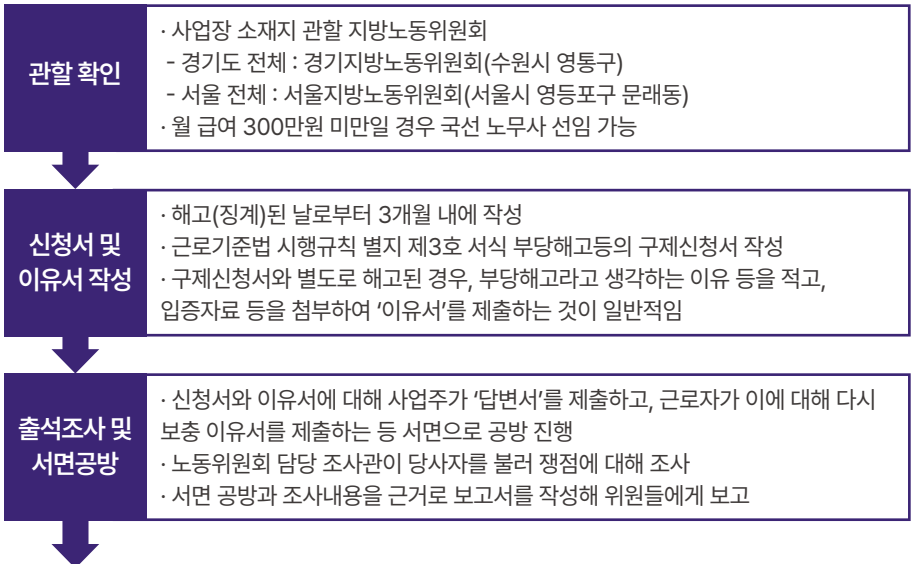 관할 확인
· 사업장 소재지 관할 지방노동위원회
- 경기도 전체 : 경기지방노동위원회(수원시 영통구)
- 서울 전체 : 서울지방노동위원회(서울시 영등포구 문래동)
· 월 급여 300만원 미만일 경우 국선 노무사 선임 가능
신청서 및
이유서 작성
· 해고(징계)된 날로부터 3개월 내에 작성
· 근로기준법 시행규칙 별지 제3호 서식 부당해고등의 구제신청서 작성
· 구제신청서와 별도로 해고된 경우, 부당해고라고 생각하는 이유 등을 적고,
입증자료 등을 첨부하여 ‘이유서’를 제출하는 것이 일반적임
출석조사 및
서면공방
· 신청서와 이유서에 대해 사업주가 ‘답변서’를 제출하고, 근로자가 이에 대해 다시
보충 이유서를 제출하는 등 서면으로 공방 진행
· 노동위원회 담당 조사관이 당사자를 불러 쟁점에 대해 조사
· 서면 공방과 조사내용을 근거로 보고서를 작성해 위원들에게 보고